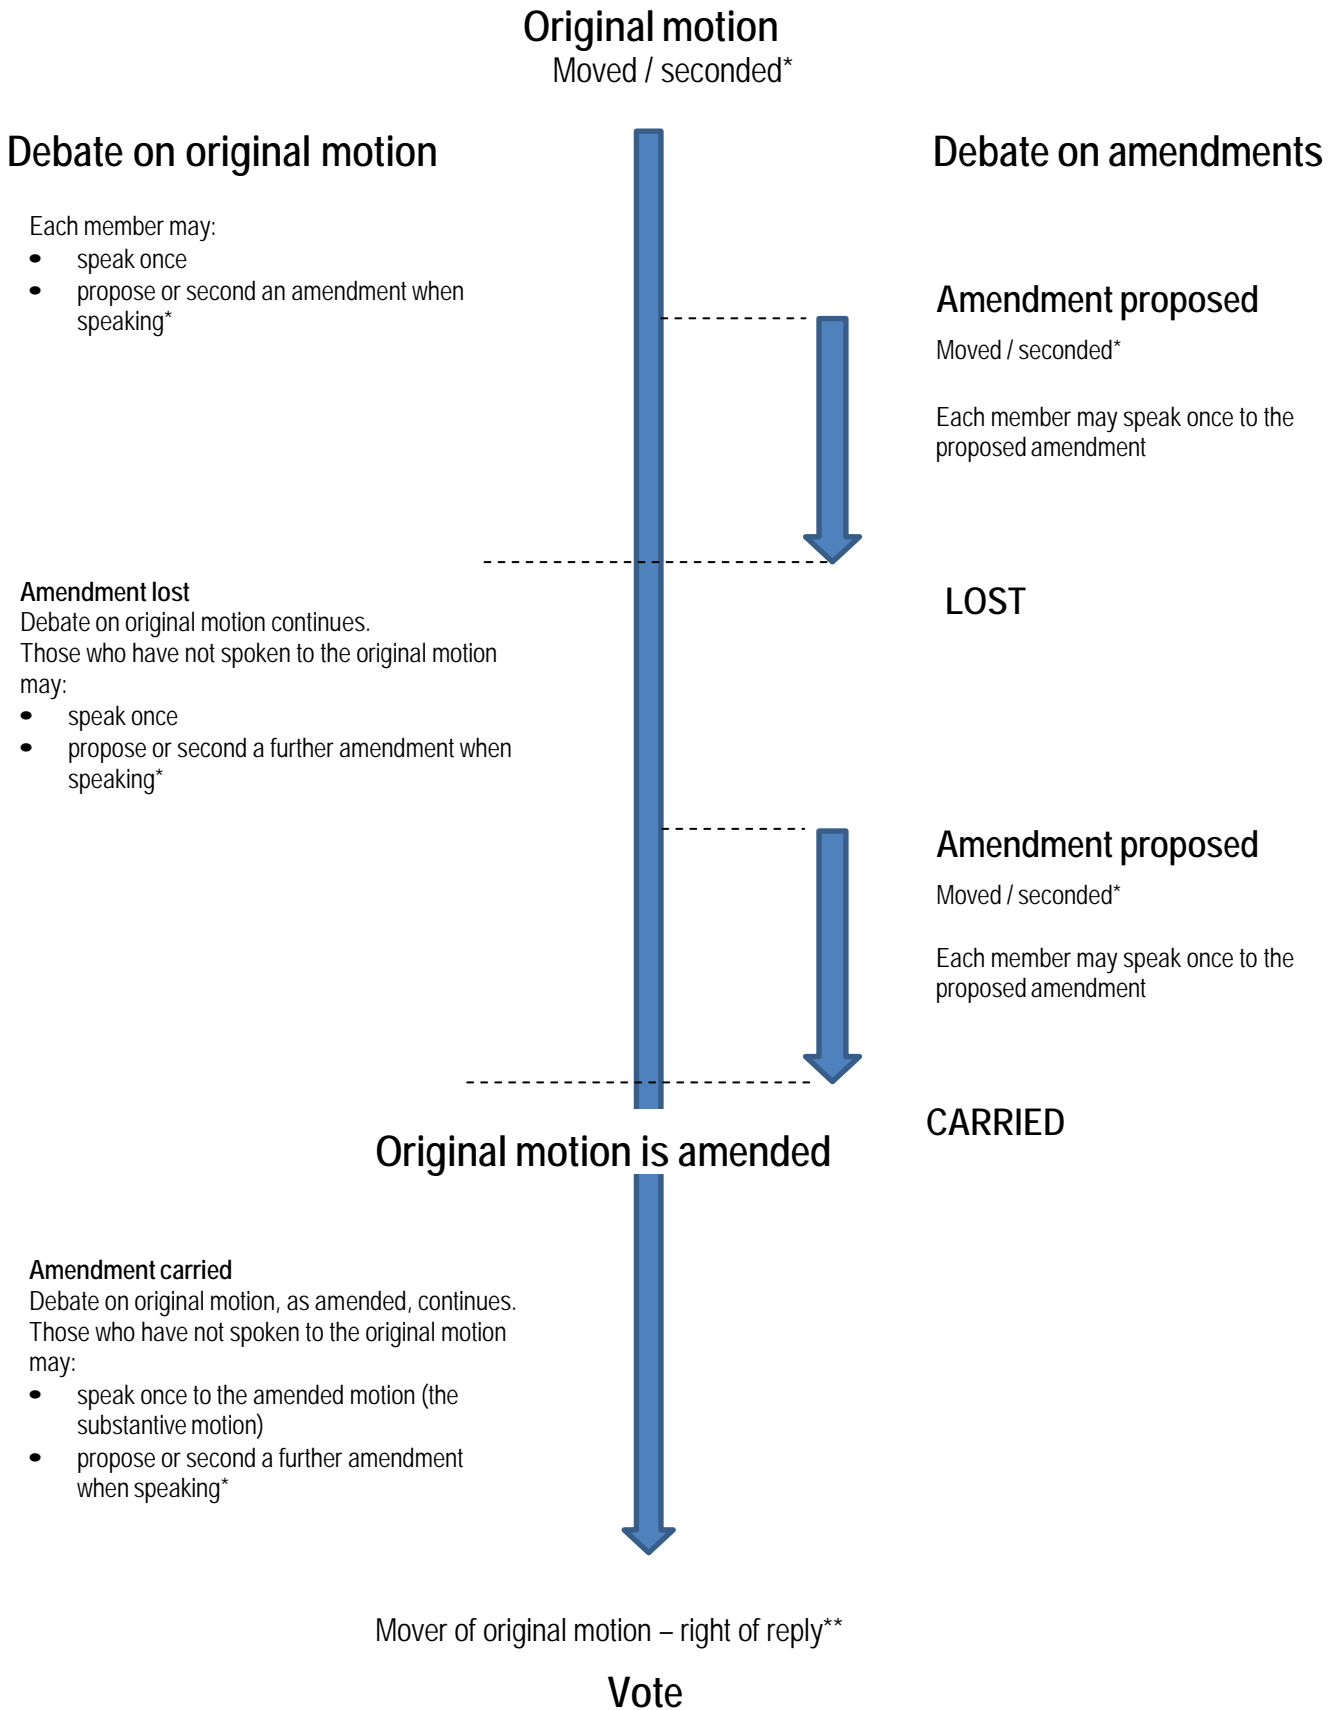 Original motion
Moved / seconded*
Debate on original motion
Debate on amendments
Each member may:
• speak once
• propose or second an amendment when
speaking*
Amendment proposed
Moved / seconded*
Each member may speak once to the
proposed amendment
LOST
Amendment lost
Debate on original motion continues.
Those who have not spoken to the original motion
may:
• speak once
• propose or second a further amendment when
speaking*
Amendment proposed
Moved / seconded*
Each member may speak once to the
proposed amendment
CARRIED
Original motion is amended
Amendment carried
Debate on original motion, as amended, continues.
Those who have not spoken to the original motion
may:
• speak once to the amended motion (the
substantive motion)
• propose or second a further amendment
when speaking*
Mover of original motion – right of reply**
Vote